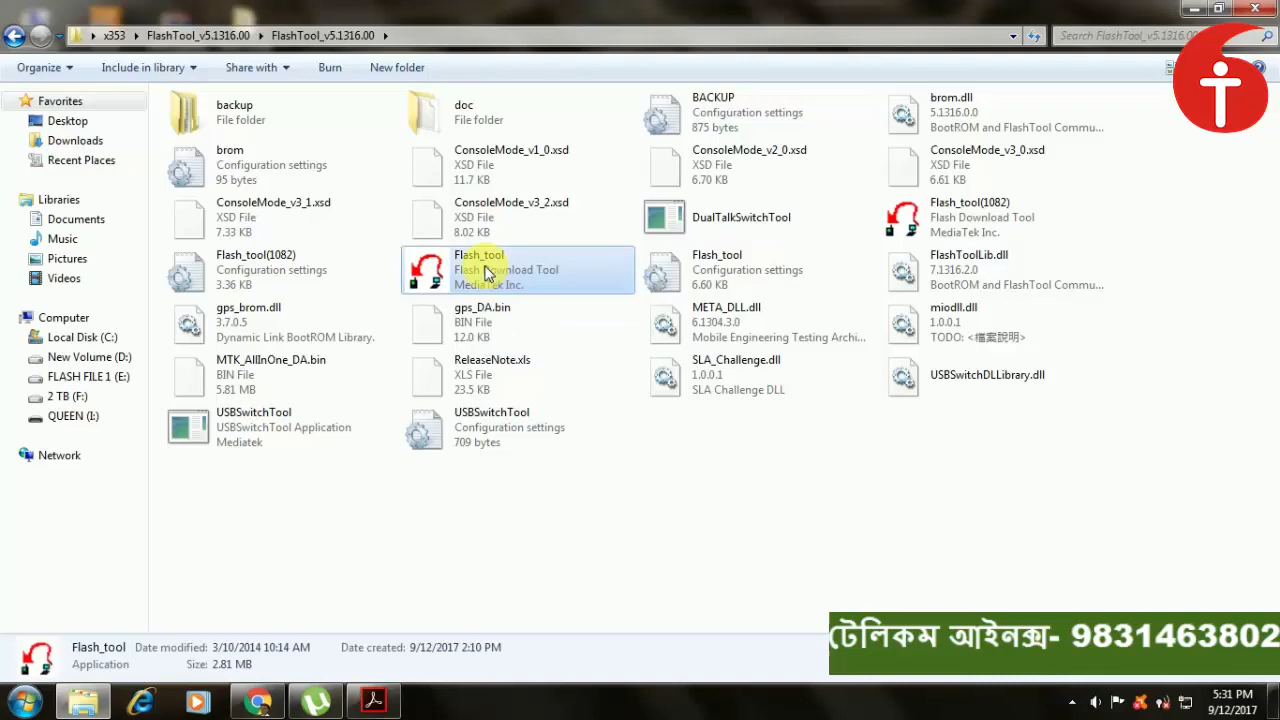 x353 FlashTool_v5.1316.00 FlashTool_v5.1316.00
Search FlashTool_v5.1316.00
Organize Include in library Share with Burn New folder
Favorites
Desktop
Downloads
Recent Places
Libraries
Documents
Music
Pictures
Videos
Computer
Local Disk (C:)
New Volume (D:)
FLASH FILE 1 (E:)
2 TB (F:)
QUEEN (I:)
Network
backup
File folder
doc
File folder
BACKUP
Configuration settings
875 bytes
brom.dll
5.1316.0.0
BootROM and FlashTool Commu...
brom
Configuration settings
95 bytes
ConsoleMode_v1_0.xsd
XSD File
11.7 KB
ConsoleMode_v2_0.xsd
XSD File
6.70 KB
ConsoleMode_v3_0.xsd
XSD File
6.61 KB
ConsoleMode_v3_1.xsd
XSD File
7.33 KB
ConsoleMode_v3_2.xsd
XSD File
8.02 KB
DualTalkSwitchTool
Flash_tool(1082)
Flash Download Tool
MediaTek Inc.
Flash_tool(1082)
Configuration settings
3.36 KB
Flash_tool
Flash Download Tool
MediaTek Inc.
Flash_tool
Configuration settings
6.60 KB
FlashToolLib.dll
7.1316.2.0
BootROM and FlashTool Commu...
gps_brom.dll
3.7.0.5
Dynamic Link BootROM Library.
gps_DA.bin
BIN File
12.0 KB
META_DLL.dll
6.1304.3.0
Mobile Engineering Testing Archi...
miodll.dll
1.0.0.1
TODO: <檔案說明>
MTK_AllInOne_DA.bin
BIN File
5.81 MB
ReleaseNote.xls
XLS File
23.5 KB
SLA_Challenge.dll
1.0.0.1
SLA Challenge DLL
USBSwitchDLLibrary.dll
USBSwitchTool
USBSwitchTool Application
Mediatek
USBSwitchTool
Configuration settings
709 bytes
Flash_tool Date modified: 3/10/2014 10:14 AM Date created: 9/12/2017 2:10 PM
Application Size: 2.81 MB
টেলিকম আইনক্স- 9831463802
5:31 PM
9/12/2017